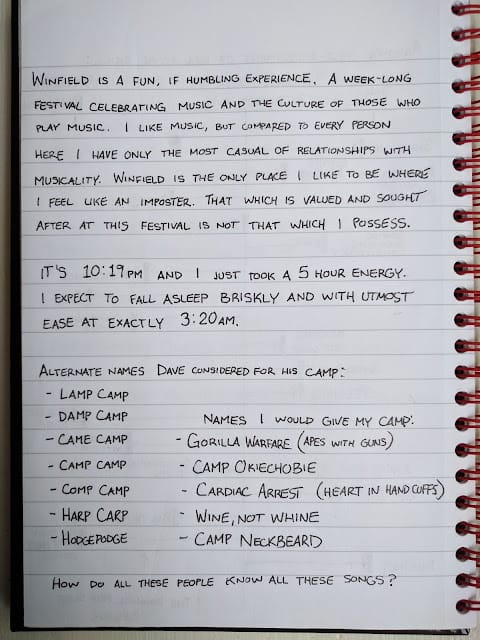 WINFIELD IS A FUN, IF HUMBLING EXPERIENCE. A WEEK-LONG
FESTIVAL CELEBRATING MUSIC AND THE CULTURE OF THOSE WHO
PLAY MUSIC. I LIKE MUSIC, BUT COMPARED TO EVERY PERSON
HERE I HAVE ONLY THE MOST CASUAL OF RELATIONSHIPS WITH
MUSICALITY. WINFIELD IS THE ONLY PLACE I LIKE TO BE WHERE
I FEEL LIKE AN IMPOSTER. THAT WHICH IS VALUED AND SOUGHT
AFTER AT THIS FESTIVAL IS NOT THAT WHICH I POSSESS.
IT'S 10:19PM AND I JUST TOOK A 5 HOUR ENERGY.
I EXPECT TO FALL ASLEEP BRISKLY AND WITH UTMOST
EASE AT EXACTLY 3:20AM.
ALTERNATE NAMES DAVE CONSIDERED FOR HIS CAMP:
- LAMP CAMP
- DAMP CAMP
- CAME CAMP
- CAMP CAMP
- COMP CAMP
- HARP CARP
- HODGEPODGE
NAMES I WOULD GIVE MY CAMP:
- GORILLA WARFARE (APES WITH GUNS)
- CAMP OKIECHOBIE
- CARDIAC ARREST (HEART IN HANDCUFFS)
- WINE, NOT WHINE
- CAMP NECKBEARD
HOW DO ALL THESE PEOPLE KNOW ALL THESE SONGS?